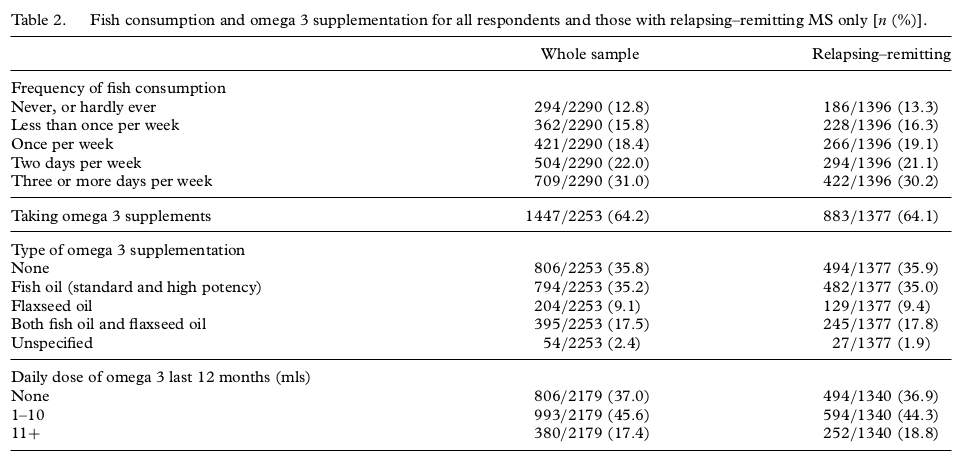 Table 2. Fish consumption and omega 3 supplementation for all respondents and those with relapsing–remitting MS only [n (%)].
Whole sample Relapsing–remitting
Frequency of fish consumption
Never, or hardly ever 294/2290 (12.8) 186/1396 (13.3)
Less than once per week 362/2290 (15.8) 228/1396 (16.3)
Once per week 421/2290 (18.4) 266/1396 (19.1)
Two days per week 504/2290 (22.0) 294/1396 (21.1)
Three or more days per week 709/2290 (31.0) 422/1396 (30.2)
Taking omega 3 supplements 1447/2253 (64.2) 883/1377 (64.1)
Type of omega 3 supplementation
None 806/2253 (35.8) 494/1377 (35.9)
Fish oil (standard and high potency) 794/2253 (35.2) 482/1377 (35.0)
Flaxseed oil 204/2253 (9.1) 129/1377 (9.4)
Both fish oil and flaxseed oil 395/2253 (17.5) 245/1377 (17.8)
Unspecified 54/2253 (2.4) 27/1377 (1.9)
Daily dose of omega 3 last 12 months (mls)
None 806/2179 (37.0) 494/1340 (36.9)
1–10 993/2179 (45.6) 594/1340 (44.3)
11+ 380/2179 (17.4) 252/1340 (18.8)